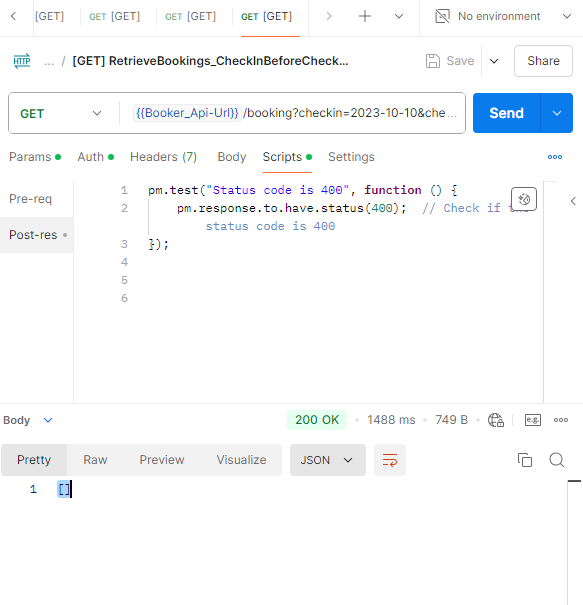 [GET] GET [GET] GET [GET] GET [GET] No environment
HTTP ... / [GET] RetrieveBookings_CheckInBeforeCheck... Save Share
GET {{Booker_Api-Url}} /booking?checkin=2023-10-10&che... Send
Params Auth Headers (7) Body Scripts Settings
Pre-req
Post-res
1 pm.test("Status code is 400", function () {
2 pm.response.to.have.status(400); // Check if the
status code is 400
3 });
4
5
6
Body 200 OK 1488 ms 749 B e.g.
Pretty Raw Preview Visualize JSON
1 []